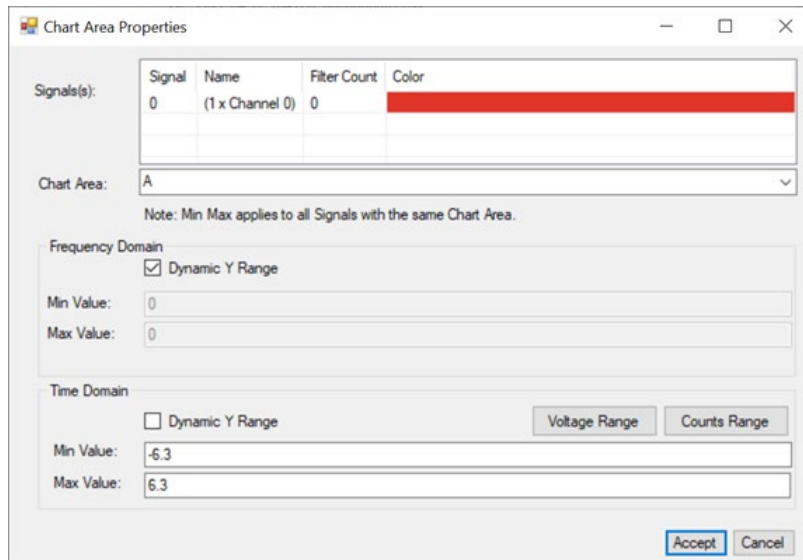 Chart Area Properties
Signals(s):
Signal Name Filter Count Color
0 (1 x Channel 0) 0
Chart Area: A
Note: Min Max applies to all Signals with the same Chart Area.
Frequency Domain
Dynamic Y Range
Min Value: 0
Max Value: 0
Time Domain
Dynamic Y Range Voltage Range Counts Range
Min Value: -6.3
Max Value: 6.3
Accept Cancel